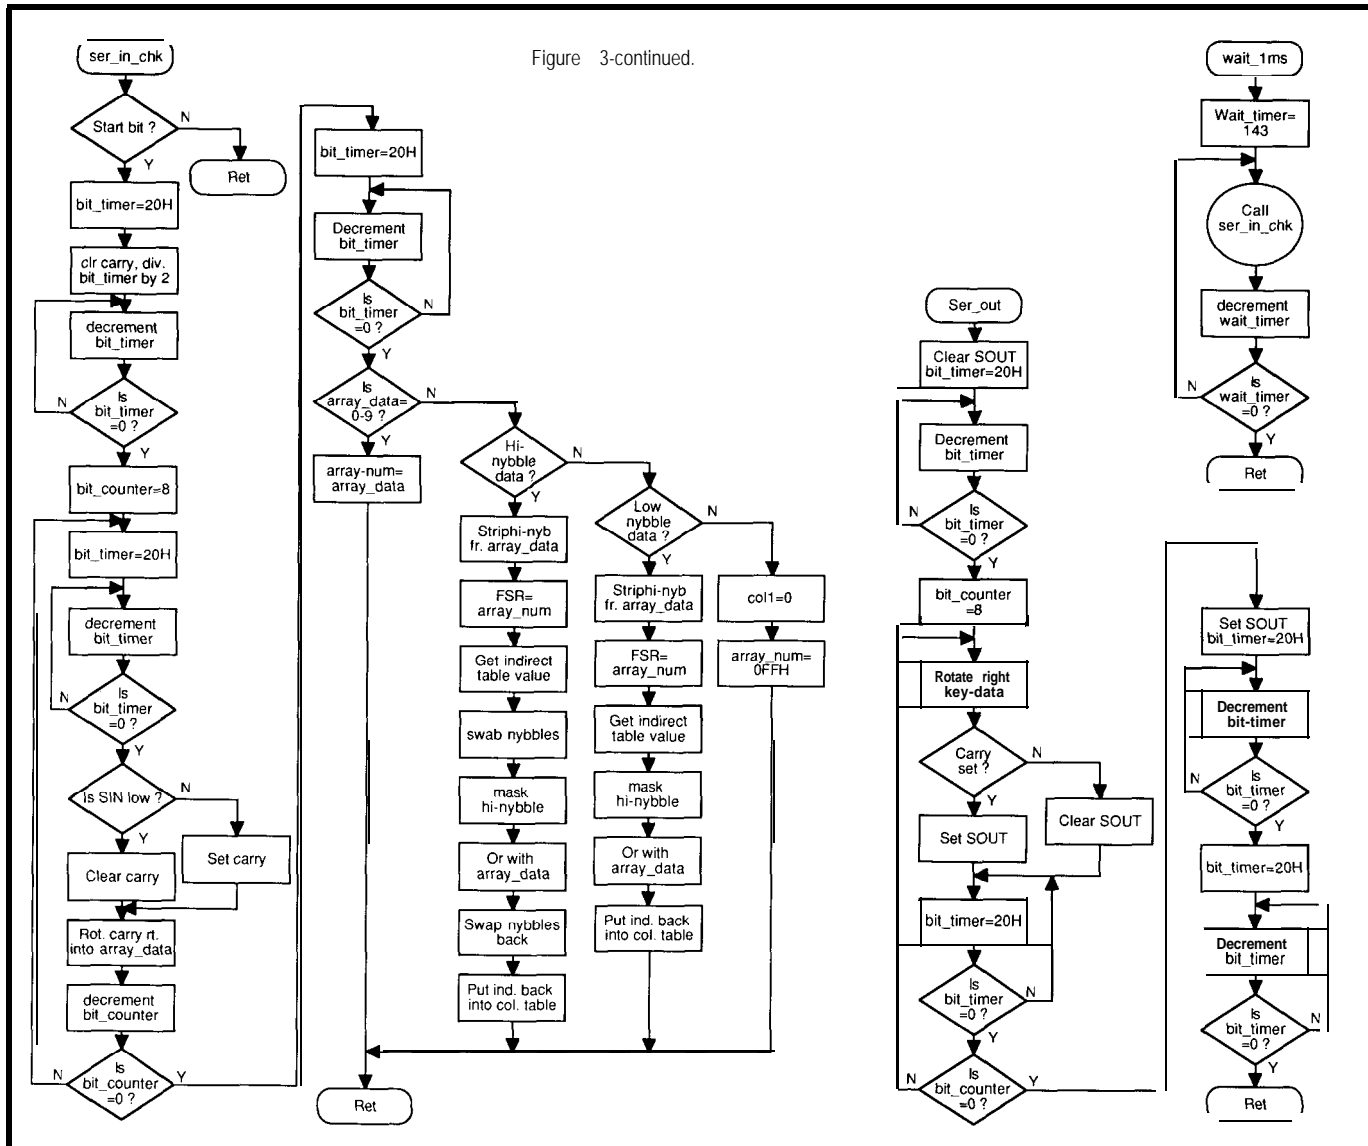 Figure 3-continued.
ser_in_chk
Start bit ?
N
Y
Ret
bit_timer=20H
clr carry, div.
bit_timer by 2
decrement
bit_timer
Is
bit_timer
=0 ?
N
Y
bit_counter=8
bit_timer=20H
decrement
bit_timer
Is
bit_timer
=0 ?
N
Y
Is SIN low ?
N
Y
Set carry
Clear carry
Rot. carry rt.
into array_data
decrement
bit_counter
Is
bit_counter
=0 ?
N
Y
bit_timer=20H
Decrement
bit_timer
Is
bit_timer
=0 ?
N
Y
Is
array_data=
0-9 ?
N
Y
array-num=
array_data
Hi-
nybble
data ?
N
Y
Striphi-nyb
fr. array_data
FSR=
array_num
Get indirect
table value
swab nybbles
mask
hi-nybble
Or with
array_data
Swap nybbles
back
Put ind. back
into col. table
Low
nybble
data ?
N
Y
Striphi-nyb
fr. array_data
FSR=
array_num
Get indirect
table value
mask
hi-nybble
Or with
array_data
Put ind. back
into col. table
col1=0
array_num=
0FFH
Ret
Ser_out
Clear SOUT
bit_timer=20H
Decrement
bit_timer
Is
bit_timer
=0 ?
N
Y
bit_counter
=8
Rotate right
key-data
Carry
set ?
N
Y
Set SOUT
Clear SOUT
bit_timer=20H
Is
bit_timer
=0 ?
N
Y
Is
bit_counter
=0 ?
N
Y
wait_1ms
Wait_timer=
143
Call
ser_in_chk
decrement
wait_timer
Is
wait_timer
=0 ?
N
Y
Ret
Set SOUT
bit_timer=20H
Decrement
bit-timer
Is
bit_timer
=0 ?
N
Y
bit_timer=20H
Decrement
bit_timer
Is
bit_timer
=0 ?
N
Y
Ret